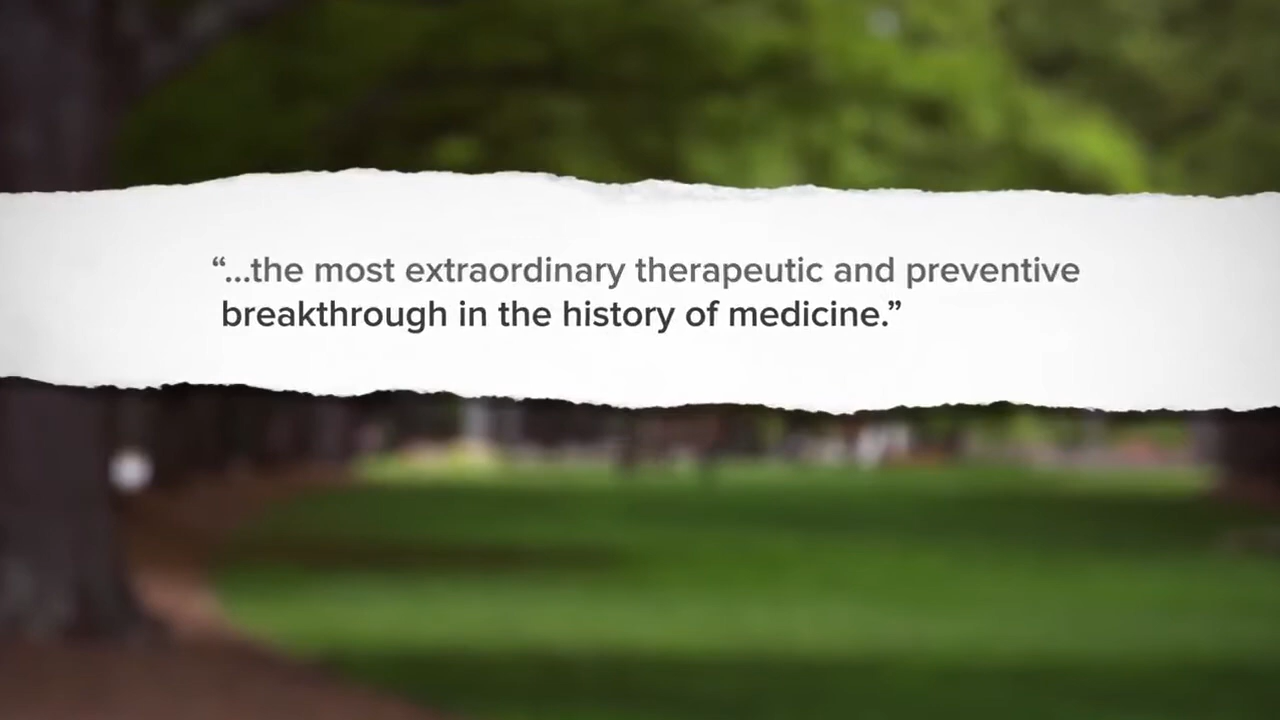 “...the most extraordinary therapeutic and preventive
breakthrough in the history of medicine.”